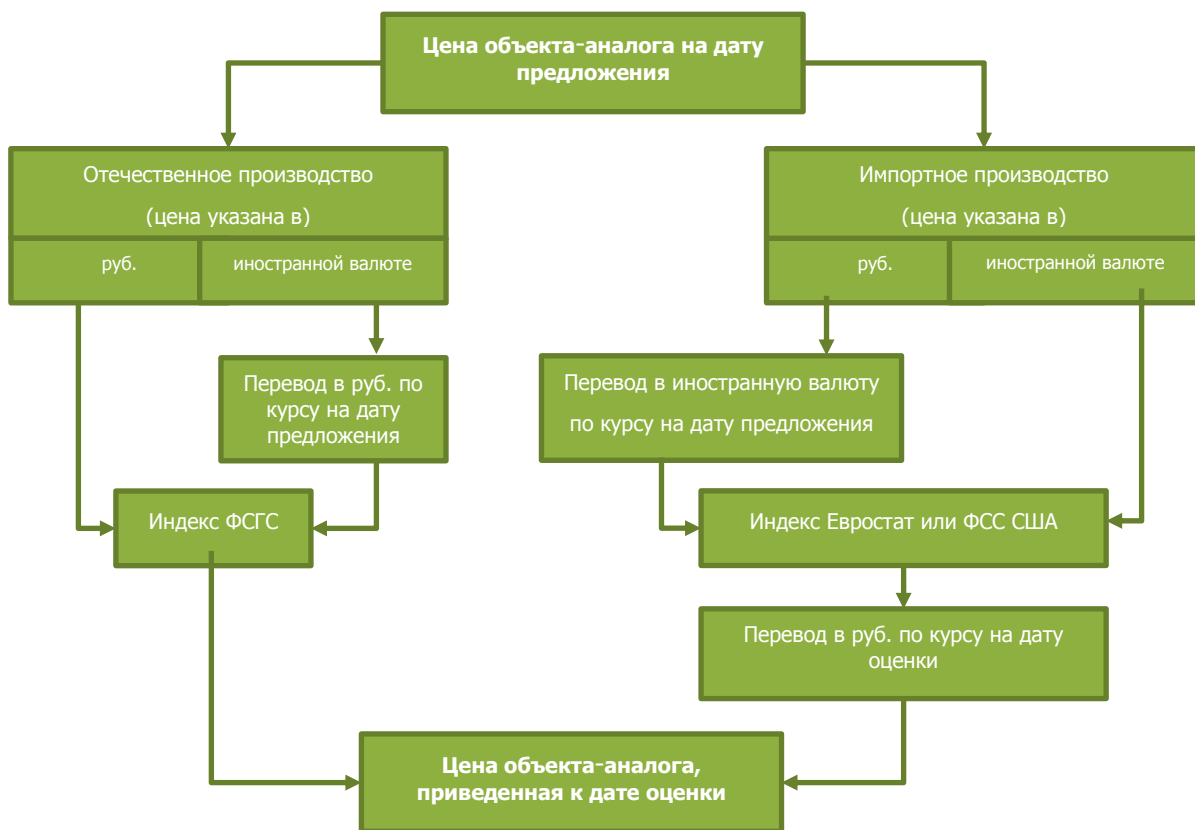 Цена объекта-аналога на дату
предложения
Отечественное производство
(цена указана в)
руб.
иностранной валюте
Импортное производство
(цена указана в)
руб.
иностранной валюте
Перевод в руб. по
курсу на дату
предложения
Перевод в иностранную валюту
по курсу на дату предложения
Индекс ФСГС
Индекс Евростат или ФСС США
Перевод в руб. по курсу на дату
оценки
Цена объекта-аналога,
приведенная к дате оценки